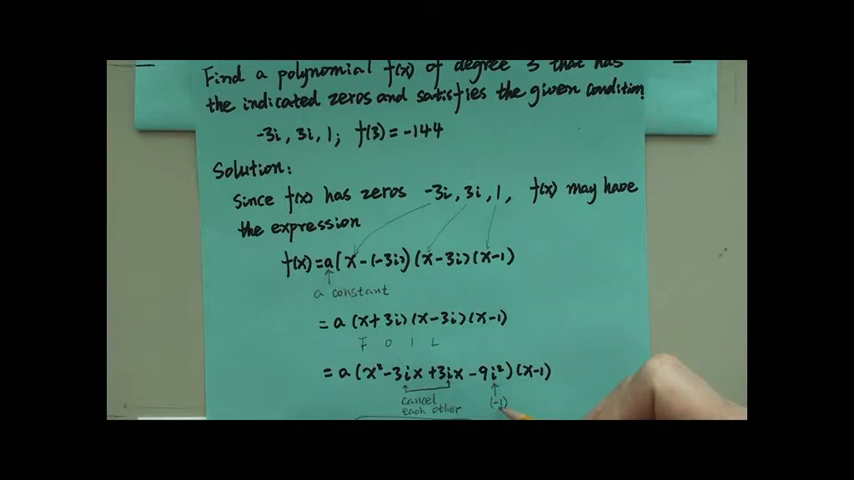 Find a polynomial f(x) of degree 3 that has
the indicated zeros and satisfies the given condition
-3i, 3i, 1; f(3) = -144
Solution:
Since f(x) has zeros -3i, 3i, 1, f(x) may have
the expression
f(x) = a(x-(-3i))(x-3i)(x-1)
a constant
= a(x+3i)(x-3i)(x-1)
F O I L
= a(x²-3ix+3ix-9i²)(x-1)
cancel
each other
(-1)